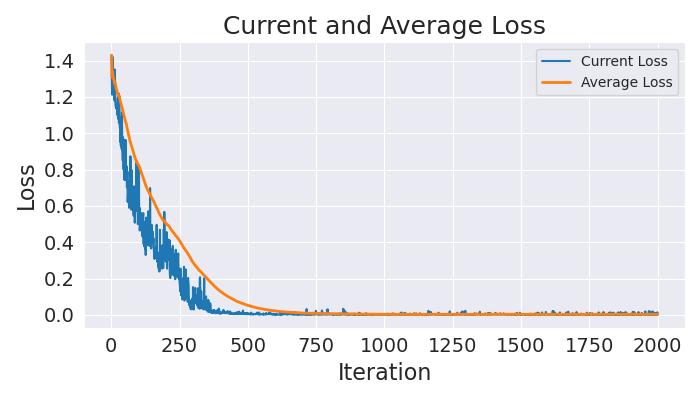 Current and Average Loss
Loss
1.4
1.2
1.0
0.8
0.6
0.4
0.2
0.0
Current Loss
Average Loss
0 250 500 750 1000 1250 1500 1750 2000
Iteration